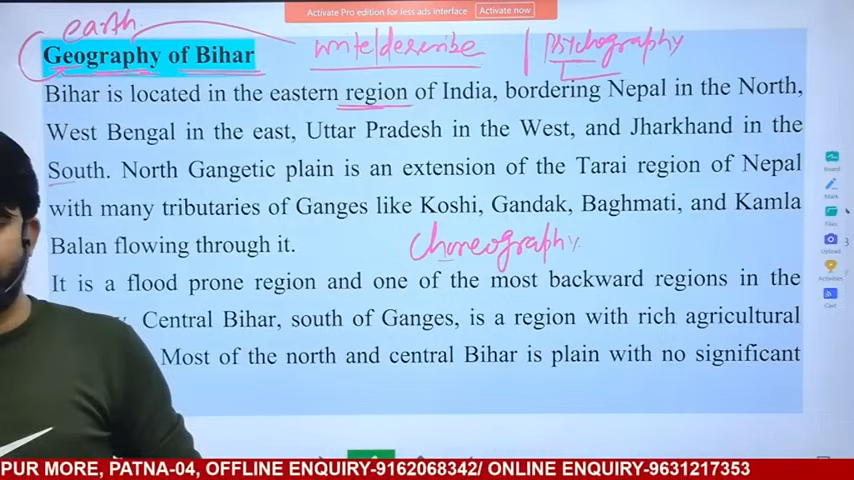 Activate Pro edition for less ads interface Activate now
earth
Geography of Bihar
write/describe | psychography
Bihar is located in the eastern region of India, bordering Nepal in the North,
West Bengal in the east, Uttar Pradesh in the West, and Jharkhand in the
South. North Gangetic plain is an extension of the Tarai region of Nepal
with many tributaries of Ganges like Koshi, Gandak, Baghmati, and Kamla
Balan flowing through it.
Choreography
It is a flood prone region and one of the most backward regions in the
Central Bihar, south of Ganges, is a region with rich agricultural
Most of the north and central Bihar is plain with no significant
Board
Mark
Files
Upload
Activities
Cast
PUR MORE, PATNA-04, OFFLINE ENQUIRY-9162068342/ ONLINE ENQUIRY-9631217353